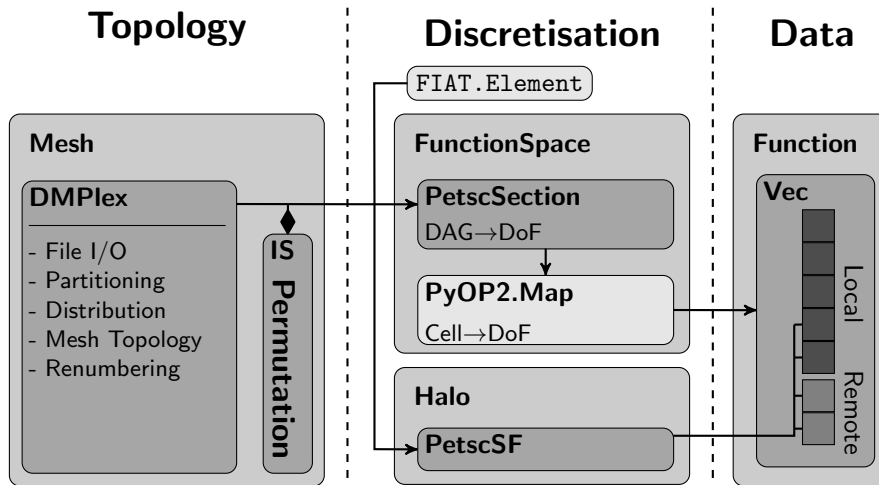 Topology
Discretisation
Data
FIAT.Element
Mesh
DMPlex
- File I/O
- Partitioning
- Distribution
- Mesh Topology
- Renumbering
IS
Permutation
FunctionSpace
PetscSection
DAG→DoF
PyOP2.Map
Cell→DoF
Halo
PetscSF
Function
Vec
Local
Remote